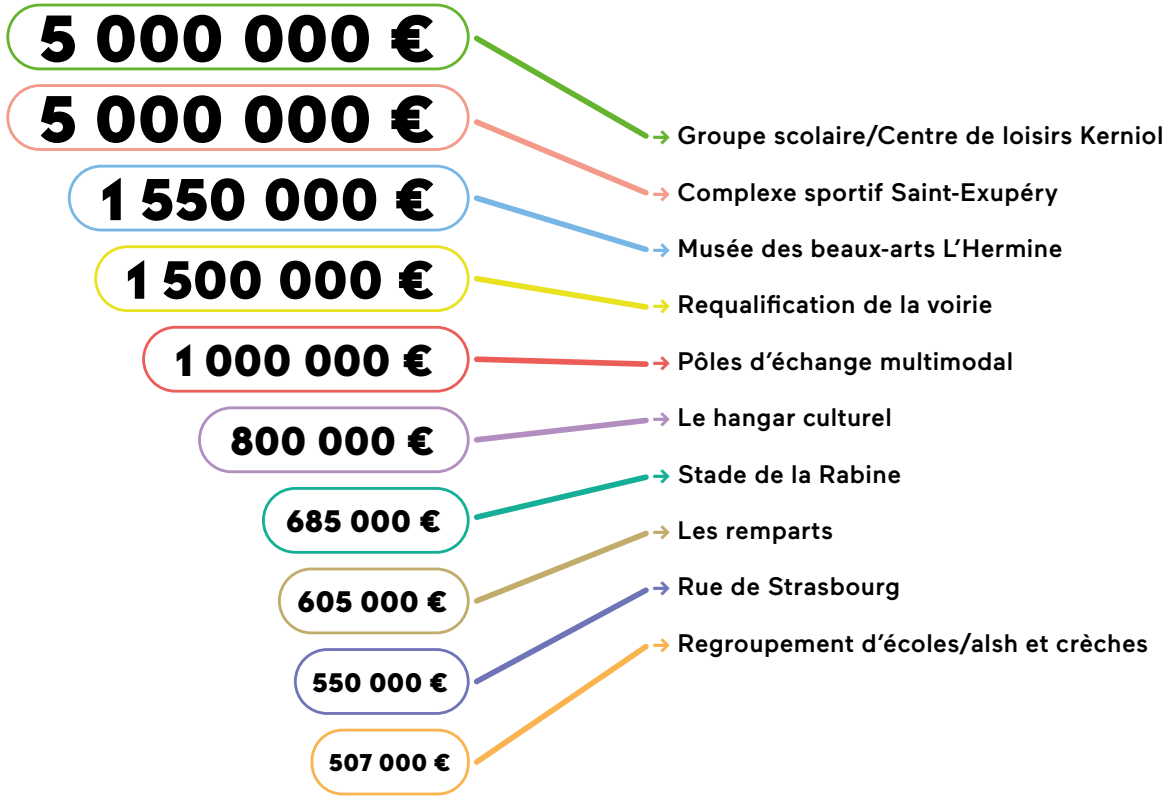 5 000 000 €
5 000 000 €
1 550 000 €
1 500 000 €
1 000 000 €
800 000 €
685 000 €
605 000 €
550 000 €
507 000 €
→ Groupe scolaire/Centre de loisirs Kerniol
→ Complexe sportif Saint-Exupéry
→ Musée des beaux-arts L’Hermine
→ Requalification de la voirie
→ Pôles d’échange multimodal
→ Le hangar culturel
→ Stade de la Rabine
→ Les remparts
→ Rue de Strasbourg
→ Regroupement d’écoles/alsh et crèches